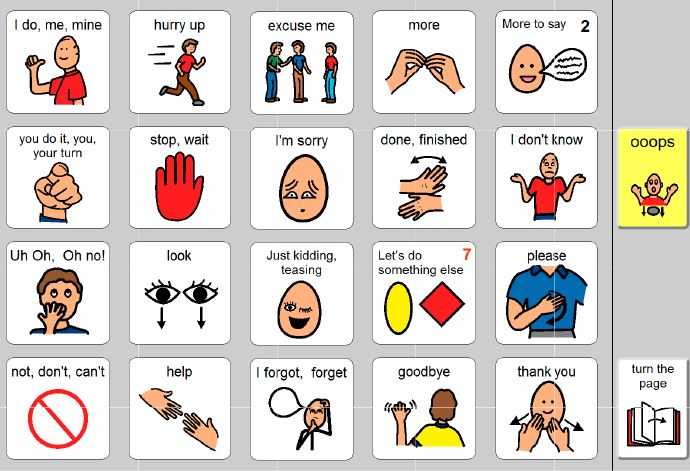 I do, me, mine
hurry up
excuse me
more
More to say 2
you do it, you,
your turn
stop, wait
I'm sorry
done, finished
I don't know
ooops
Uh Oh, Oh no!
look
Just kidding,
teasing
Let's do 7
something else
please
not, don't, can't
help
I forgot, forget
goodbye
thank you
turn the
page